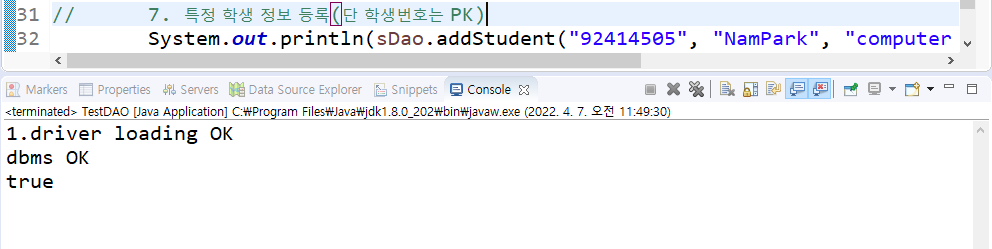 31 //      7. 특정 학생 정보 등록(단 학생번호는 PK)
32         System.out.println(sDao.addStudent("92414505", "NamPark", "computer
Markers Properties Servers Data Source Explorer Snippets Console
<terminated> TestDAO [Java Application] C:₩Program Files₩Java₩jdk1.8.0_202₩bin₩javaw.exe (2022. 4. 7. 오전 11:49:30)
1.driver loading OK
dbms OK
true